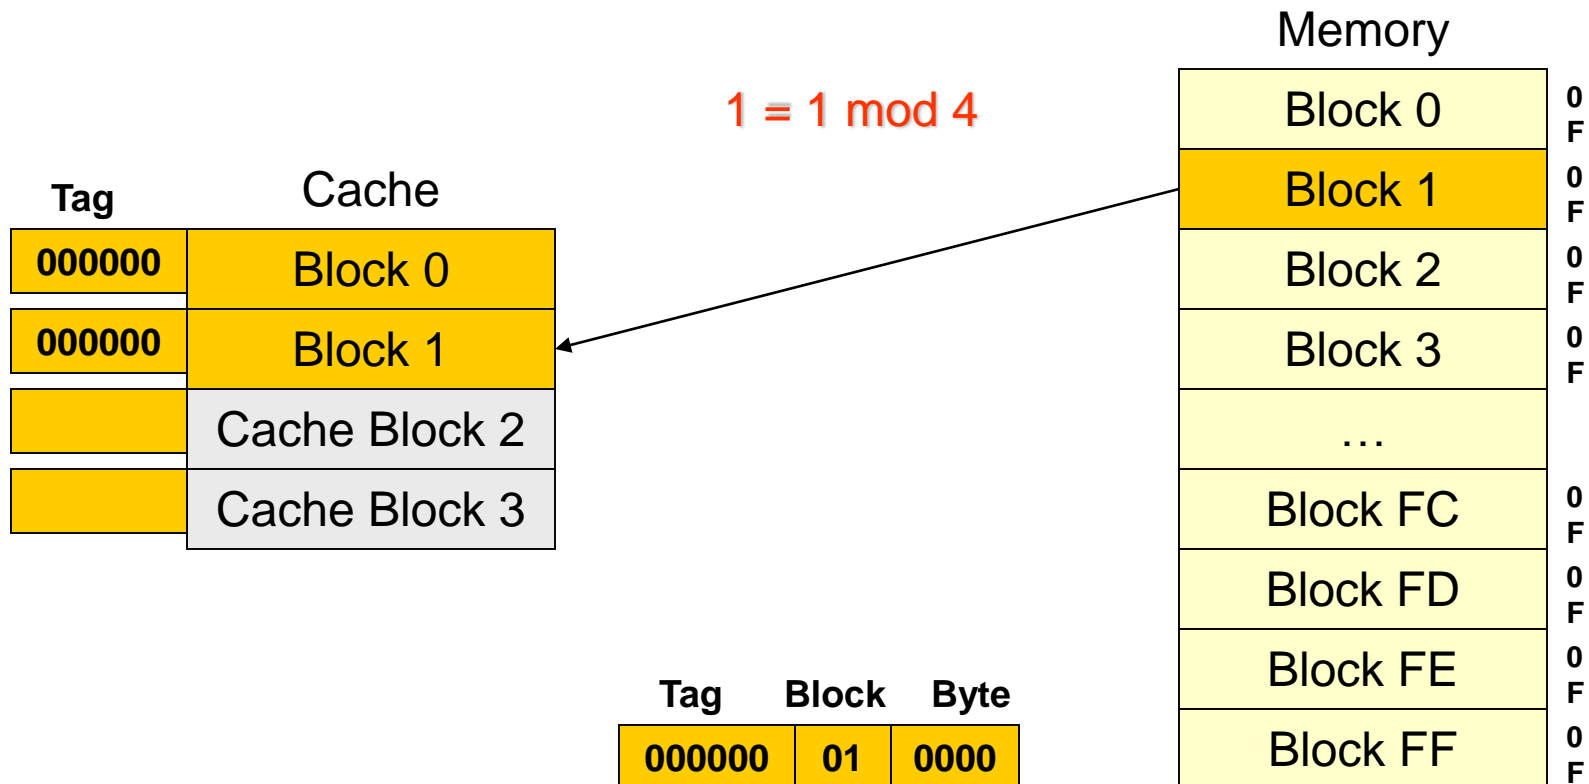 Memory
1 = 1 mod 4
Block 0
0
F
Block 1
0
F
Block 2
0
F
Block 3
0
F
…
Block FC
0
F
Block FD
0
F
Block FE
0
F
Block FF
0
F
Tag Cache
000000 Block 0
000000 Block 1
Cache Block 2
Cache Block 3
Tag Block Byte
000000 01 0000